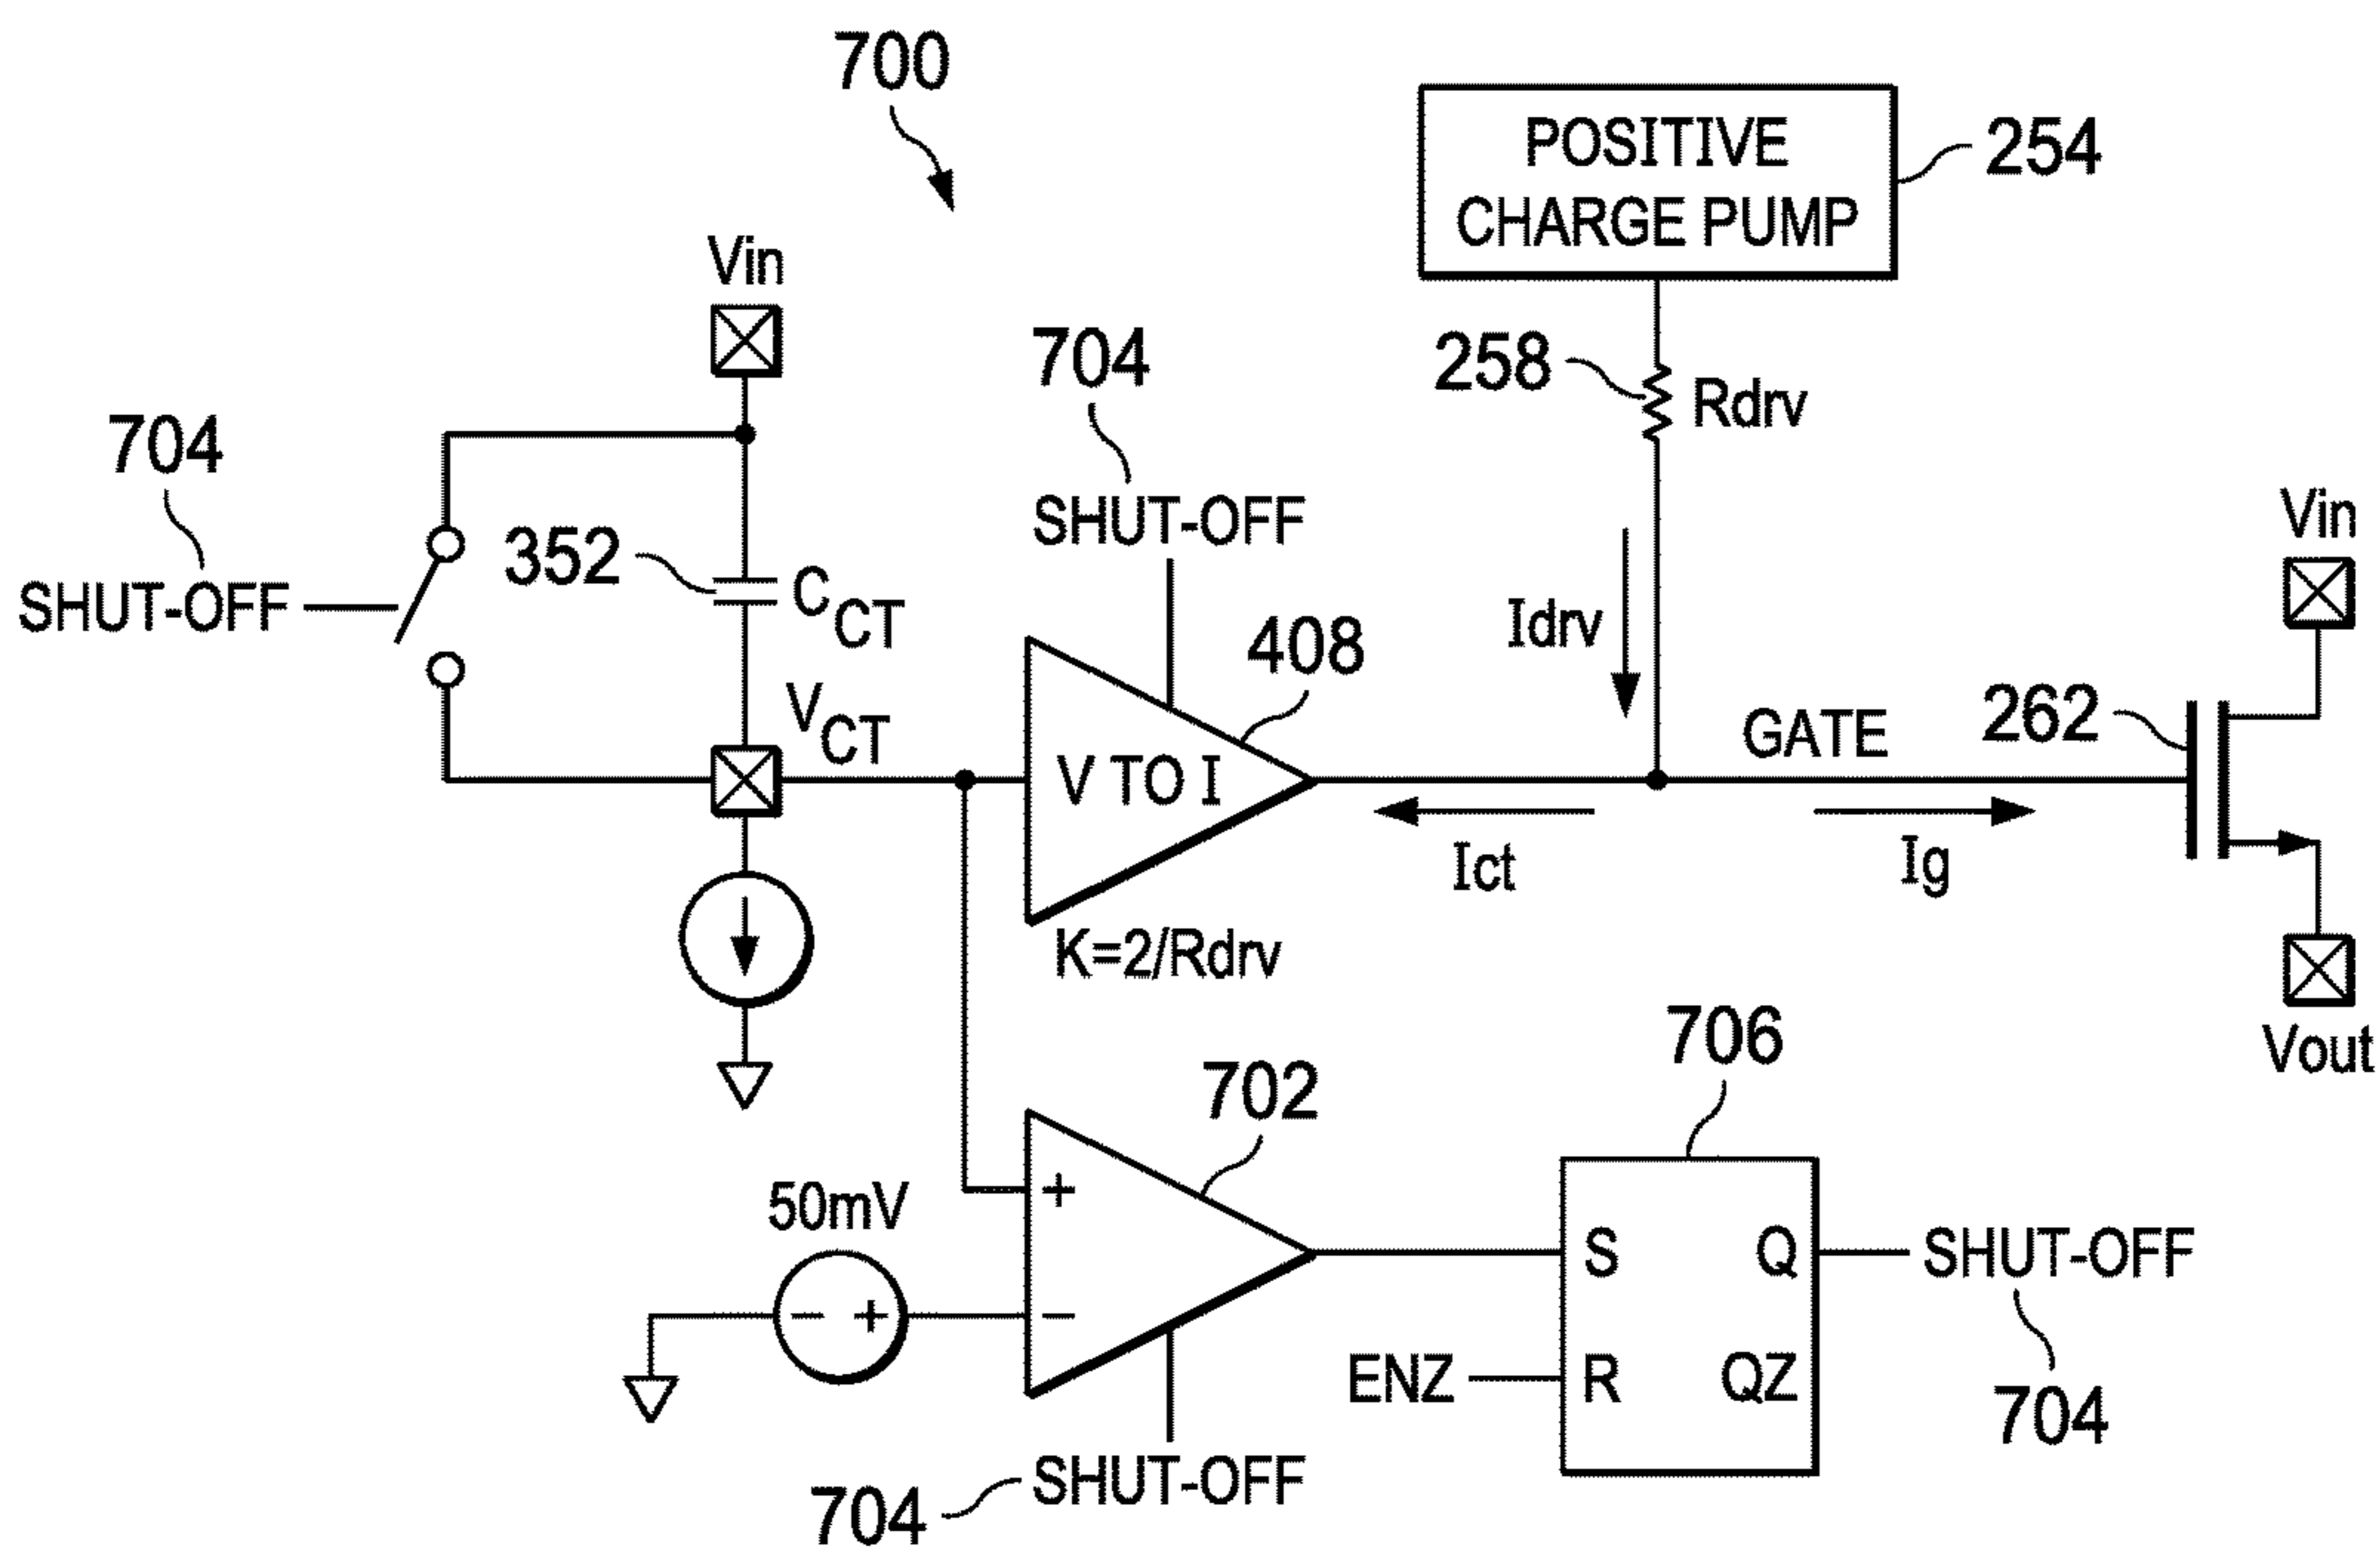 700
POSITIVE
CHARGE PUMP
254
Vin
704
258
Rdrv
704
SHUT-OFF
Vin
352
CCT
SHUT-OFF
Idrv
408
VCT
GATE
262
V TO I
Ict
Ig
K=2/Rdrv
706
Vout
702
50mV
+
S
Q
SHUT-OFF
− +
−
ENZ
R
QZ
704
SHUT-OFF
704